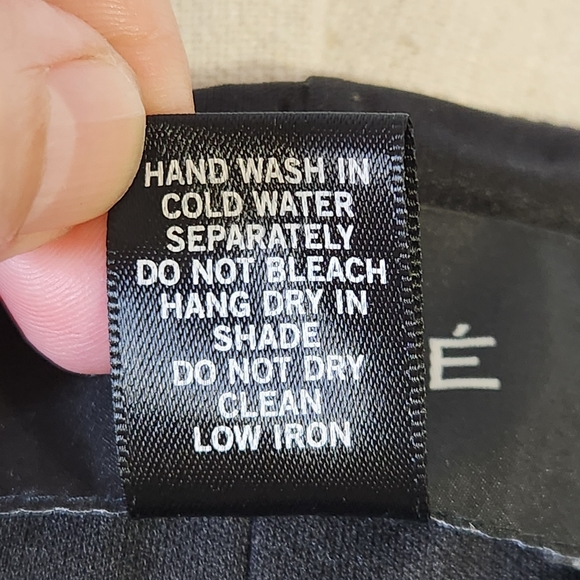 HAND WASH IN
COLD WATER
SEPARATELY
DO NOT BLEACH
HANG DRY IN
SHADE
DO NOT DRY
CLEAN
LOW IRON
É